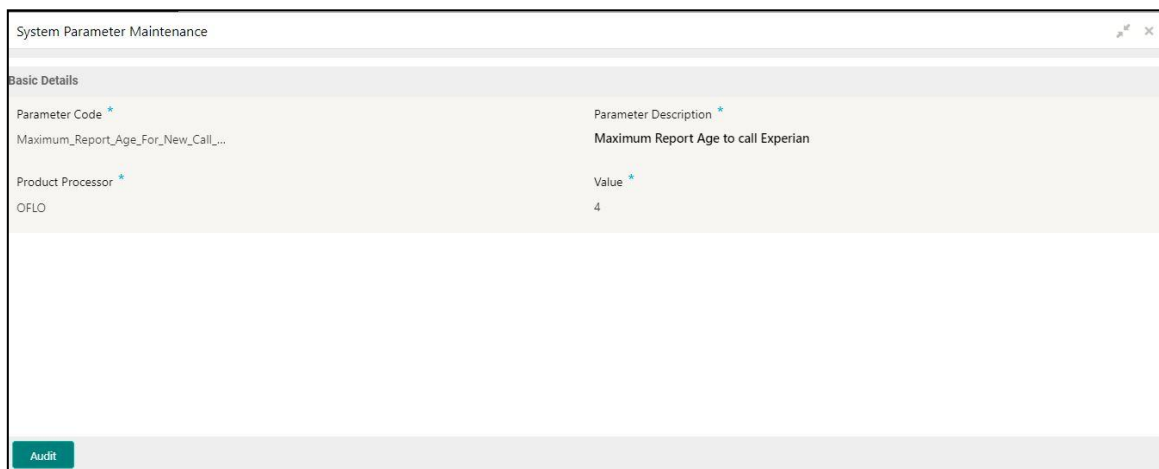 System Parameter Maintenance
Basic Details
Parameter Code *
Parameter Description *
Maximum_Report_Age_For_New_Call_...
Maximum Report Age to call Experian
Product Processor *
Value *
OFLO
4
Audit